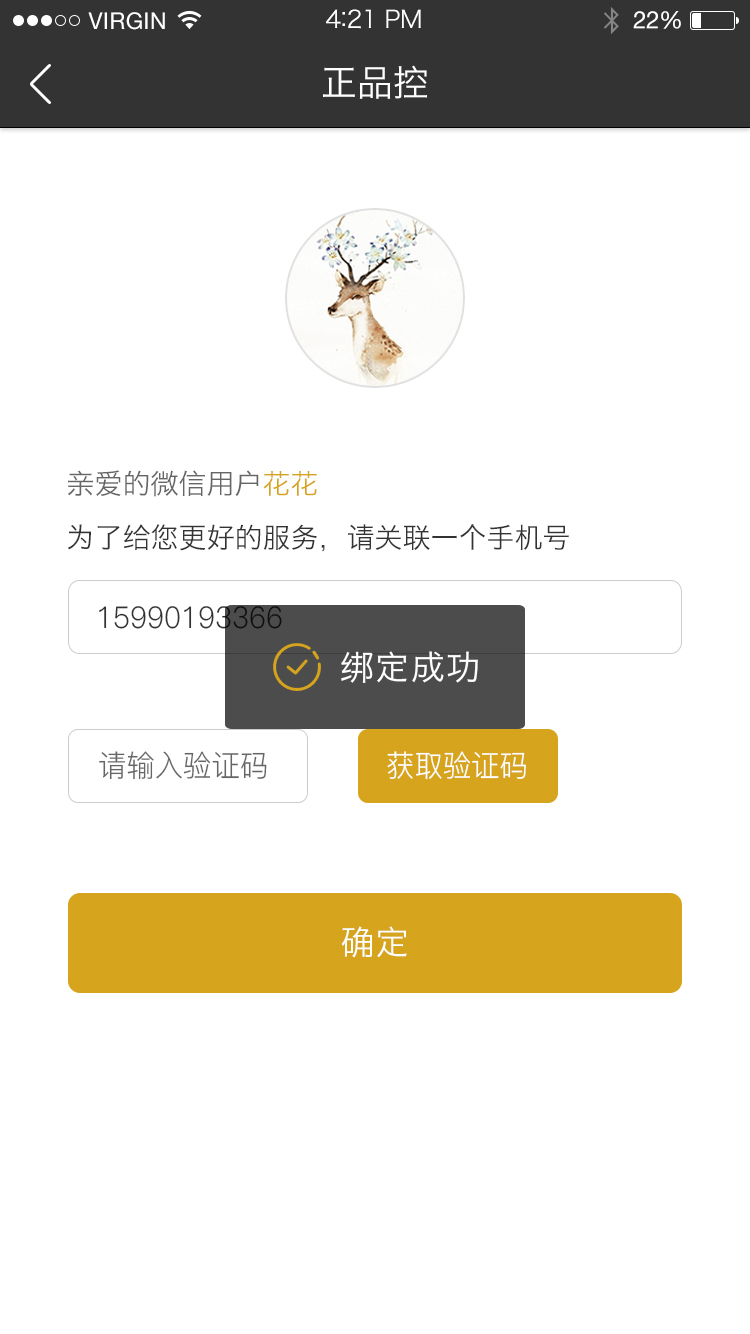 VIRGIN 4:21 PM 22%
正品控
亲爱的微信用户花花
为了给您更好的服务，请关联一个手机号
15990193366
绑定成功
请输入验证码 获取验证码
确定